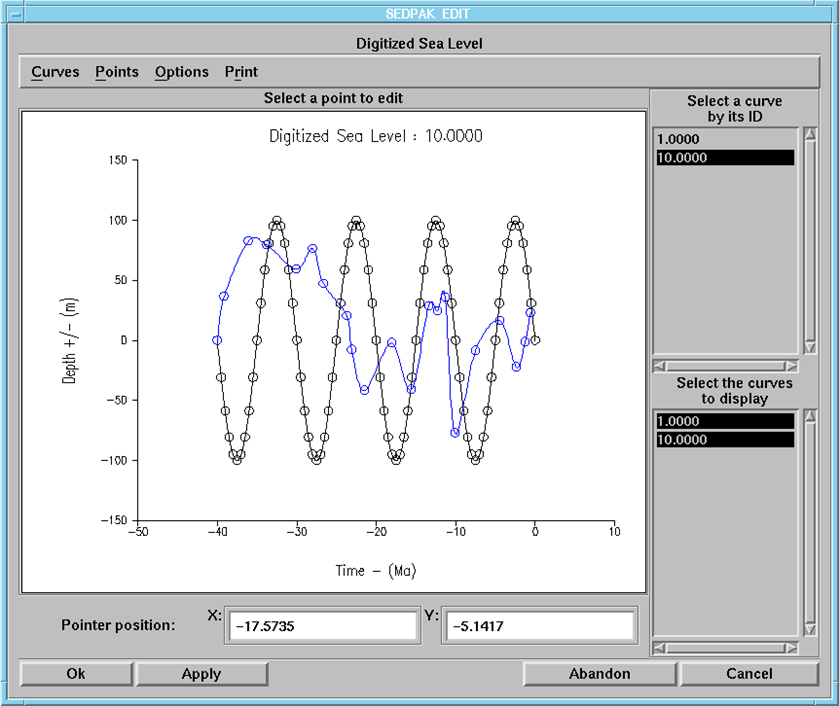 SEDPAK EDIT
Digitized Sea Level
Curves Points Options Print
Select a point to edit
Digitized Sea Level : 10.0000
150
100
50
0
−50
−100
−150
Depth +/− (m)
−50 −40 −30 −20 −10 0 10
Time − (Ma)
Select a curve
by its ID
1.0000
10.0000
Select the curves
to display
1.0000
10.0000
Pointer position: X: −17.5735 Y: −5.1417
Ok Apply Abandon Cancel